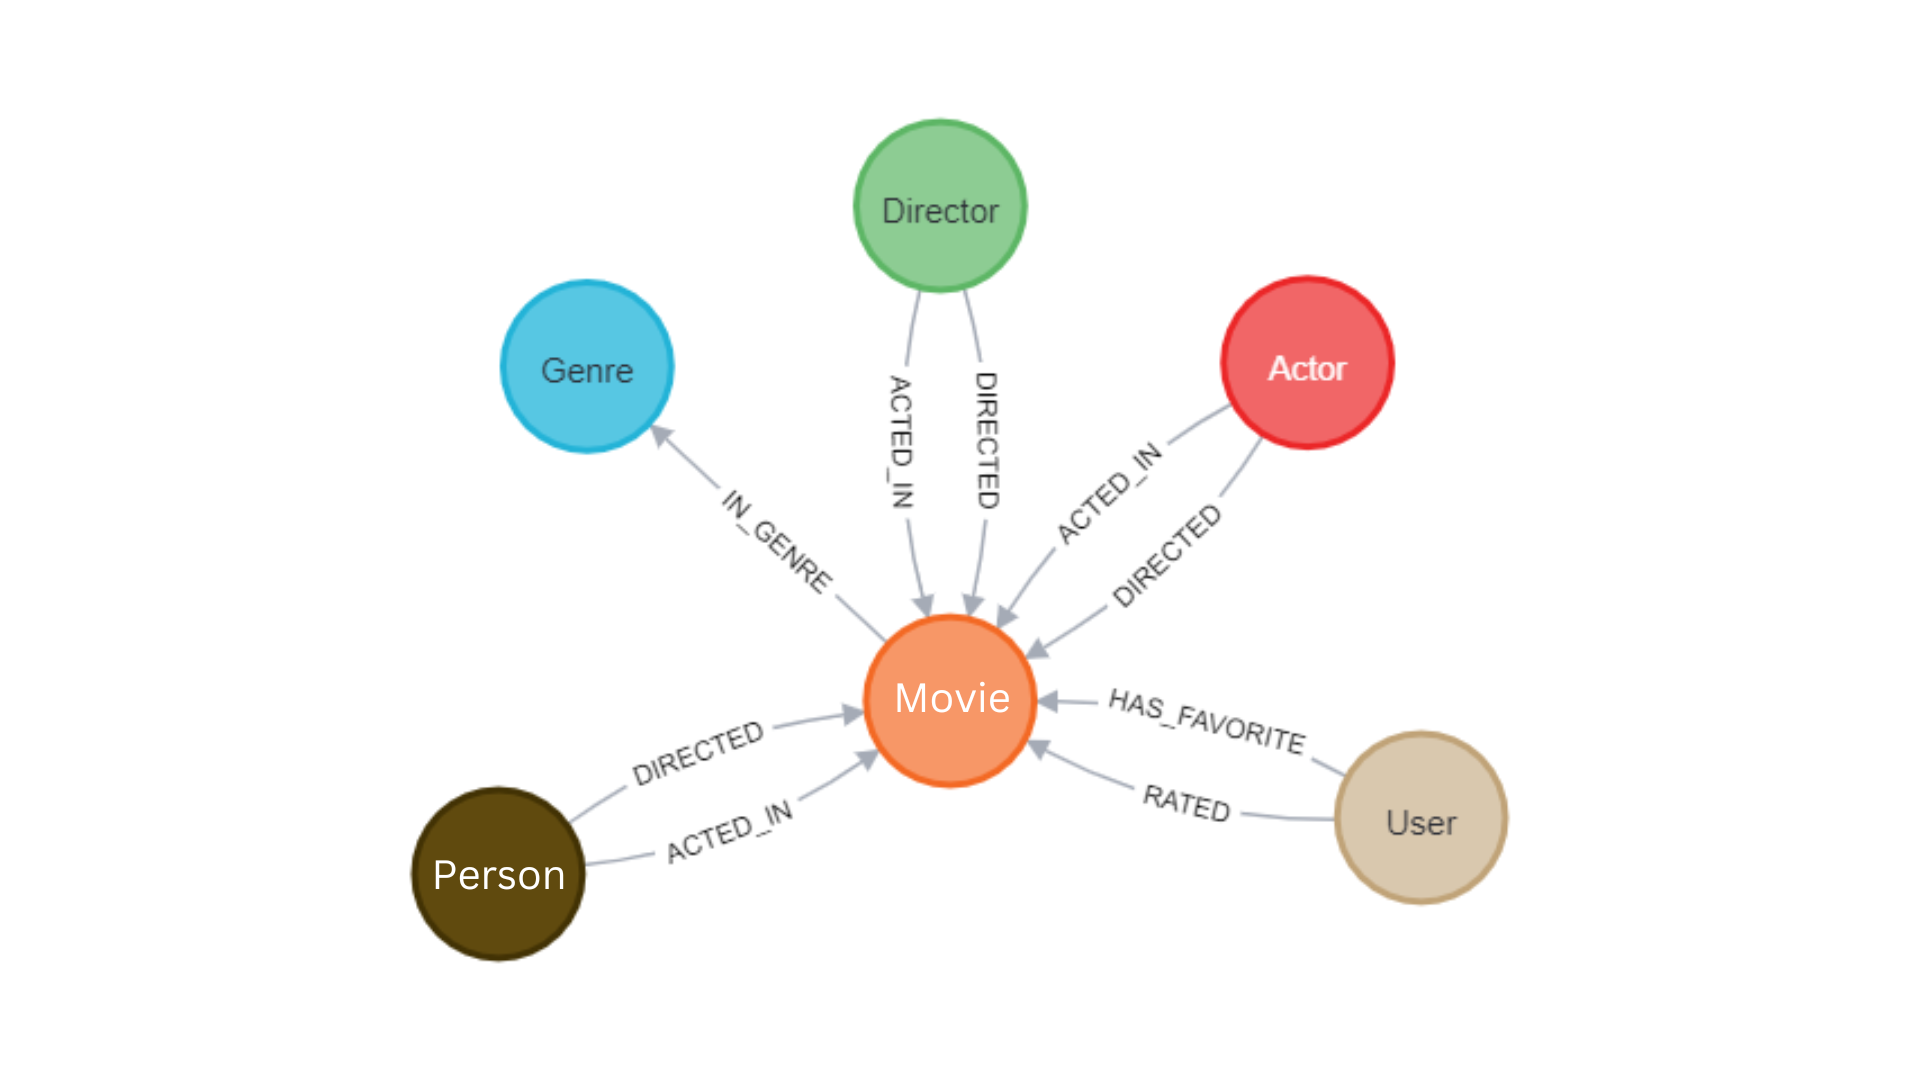 Director
Genre
Actor
ACTED_IN
DIRECTED
ACTED_IN
DIRECTED
IN_GENRE
Movie
HAS_FAVORITE
DIRECTED
RATED
User
ACTED_IN
Person